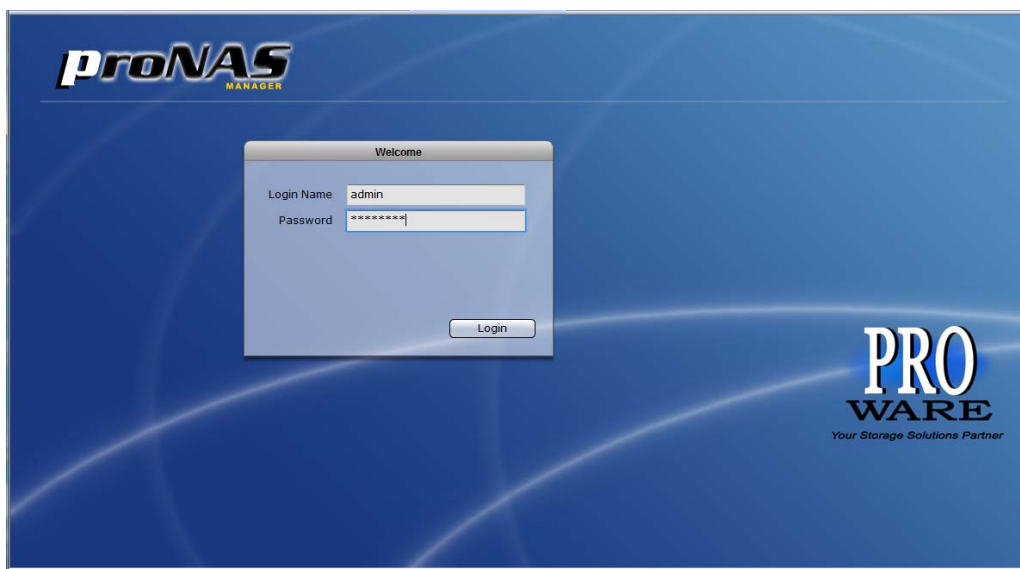 proNAS
MANAGER
Welcome
Login Name admin
Password ********
Login
PRO
WARE
Your Storage Solutions Partner